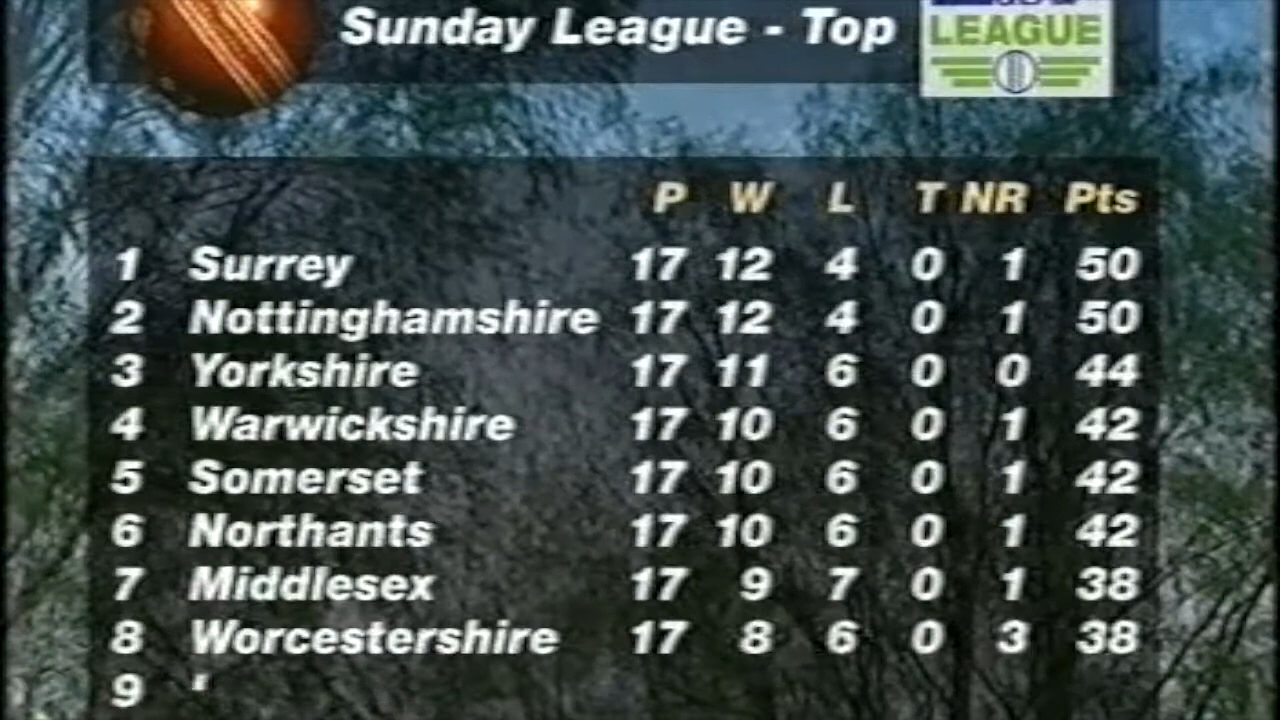 Sunday League - Top
LEAGUE
P W L T NR Pts
1 Surrey 17 12 4 0 1 50
2 Nottinghamshire 17 12 4 0 1 50
3 Yorkshire 17 11 6 0 0 44
4 Warwickshire 17 10 6 0 1 42
5 Somerset 17 10 6 0 1 42
6 Northants 17 10 6 0 1 42
7 Middlesex 17 9 7 0 1 38
8 Worcestershire 17 8 6 0 3 38
9